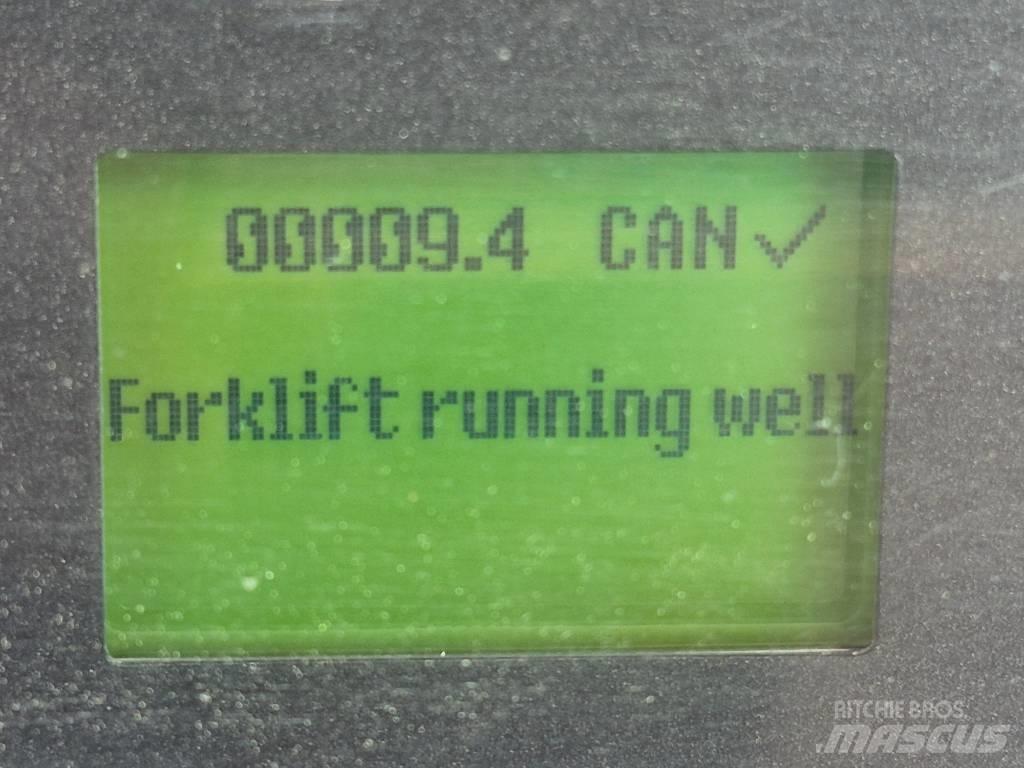 00009.4 CAN✓
Forklift running well
RITCHIE BROS.
MASCUS